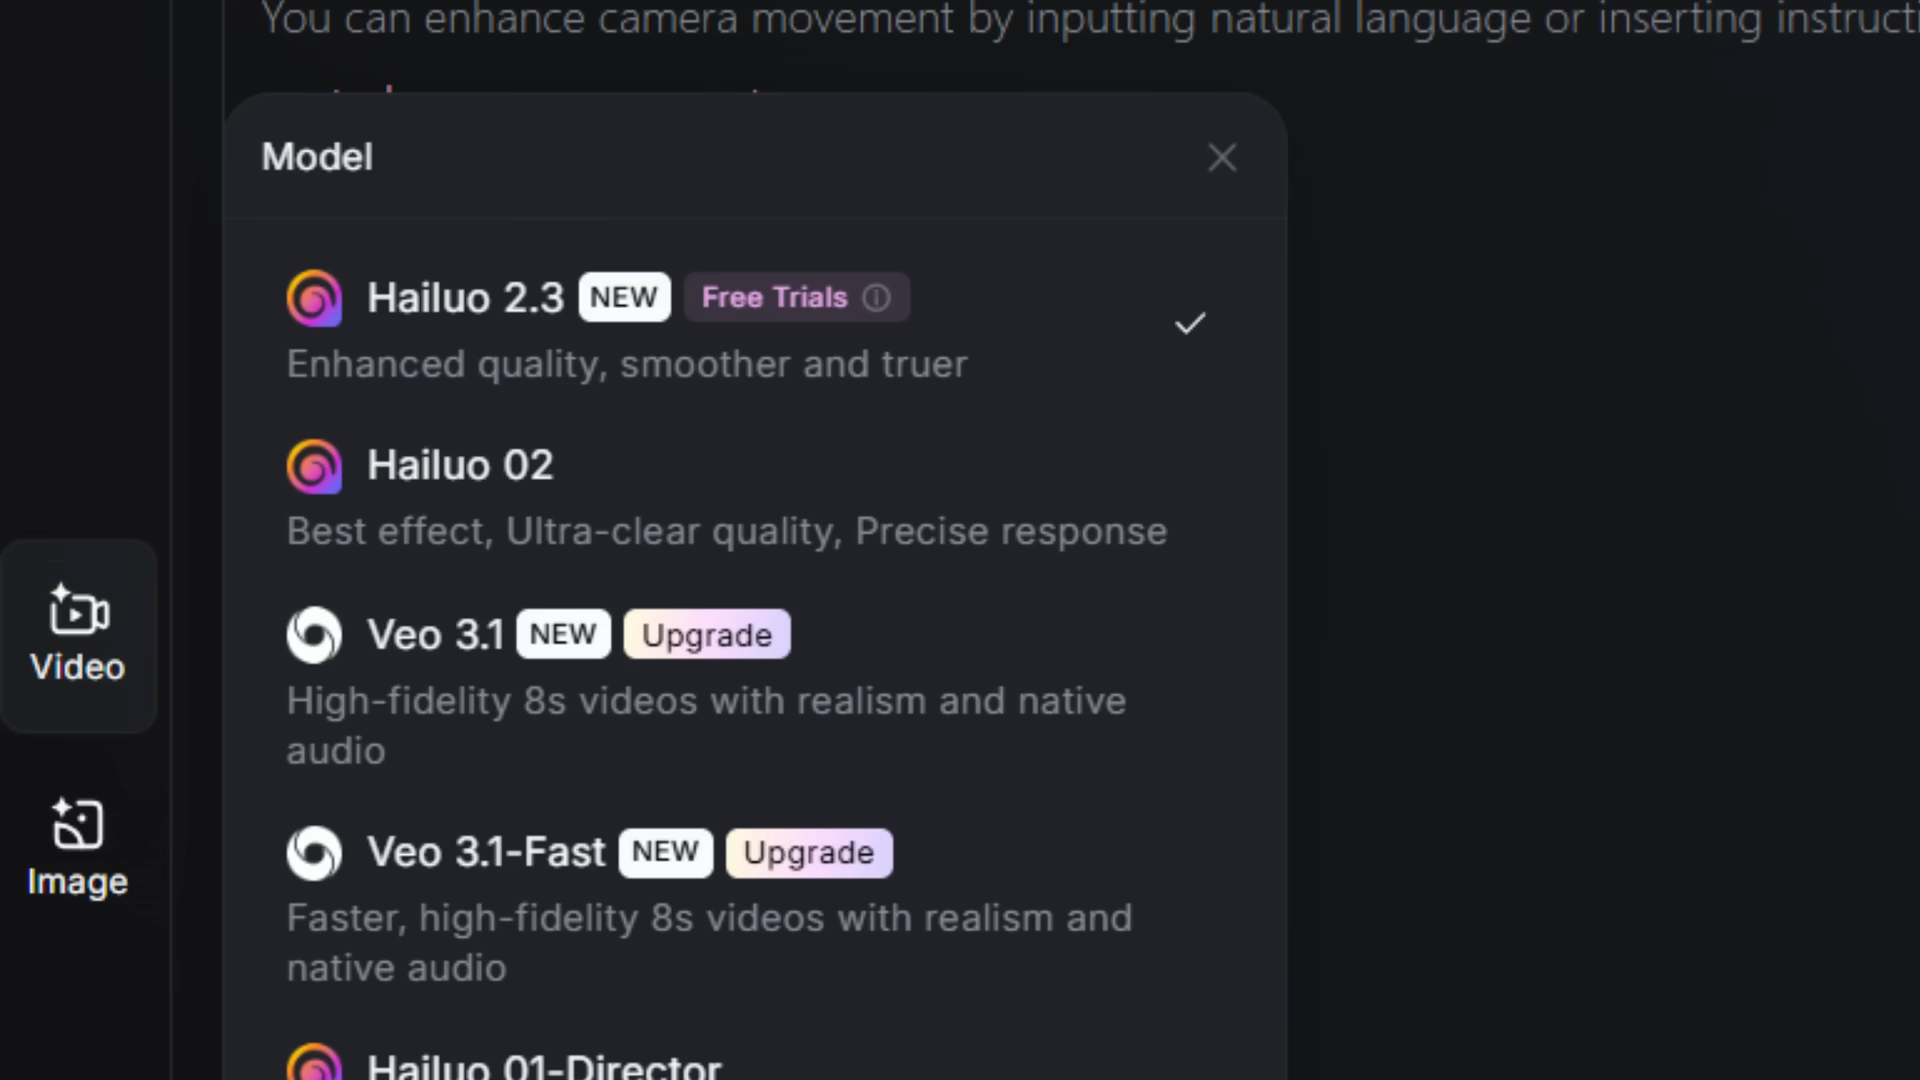 You can enhance camera movement by inputting natural language or inserting
Model
Hailuo 2.3 NEW Free Trials
Enhanced quality, smoother and truer
Hailuo 02
Best effect, Ultra-clear quality, Precise response
Veo 3.1 NEW Upgrade
High-fidelity 8s videos with realism and native
audio
Video
Veo 3.1-Fast NEW Upgrade
Faster, high-fidelity 8s videos with realism and
native audio
Image
Hailuo 01-Director